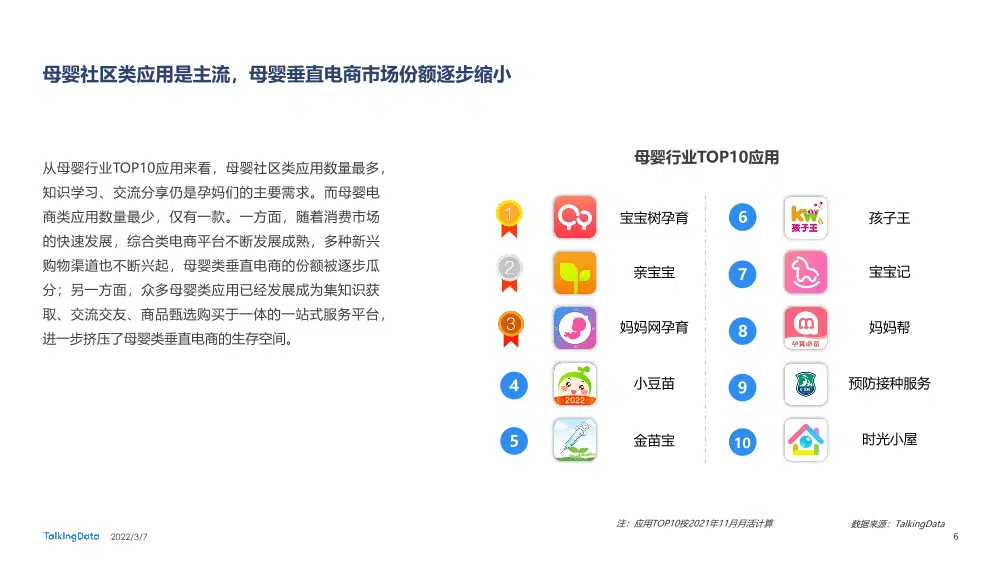 母婴社区类应用是主流，母婴垂直电商市场份额逐步缩小
从母婴行业TOP10应用来看，母婴社区类应用数量最多，
知识学习、交流分享仍是孕妈们的主要需求。而母婴电
商类应用数量最少，仅有一款。一方面，随着消费市场
的快速发展，综合类电商平台不断发展成熟，多种新兴
购物渠道也不断兴起，母婴类垂直电商的份额被逐步瓜
分；另一方面，众多母婴类应用已经发展成为集知识获
取、交流交友、商品甄选购买于一体的一站式服务平台，
进一步挤压了母婴类垂直电商的生存空间。
母婴行业TOP10应用
1 宝宝树孕育
2 亲宝宝
3 妈妈网孕育
4 2022 小豆苗
5 金苗宝
6 kw 孩子王 孩子王
7 宝宝记
8 孕育必备 妈妈帮
9 预防接种服务
10 时光小屋
注：应用TOP10按2021年11月月活计算
数据来源：TalkingData
TalkingData 2022/3/7
6